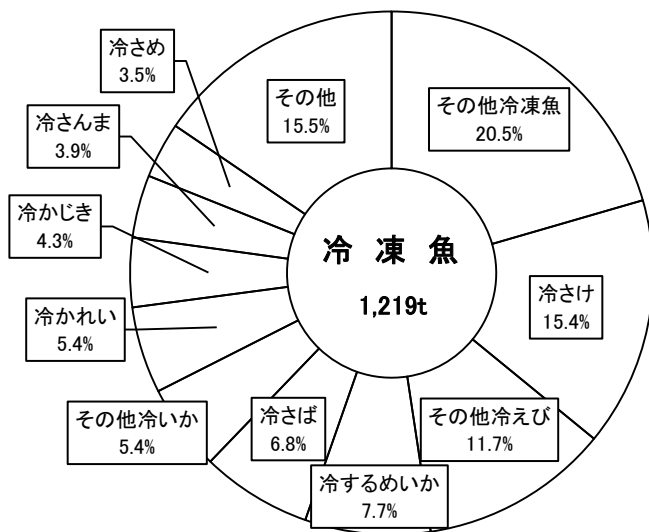 冷凍魚
1,219t
その他冷凍魚
20.5%
冷さけ
15.4%
その他冷えび
11.7%
冷するめいか
7.7%
冷さば
6.8%
その他冷いか
5.4%
冷かれい
5.4%
冷かじき
4.3%
冷さんま
3.9%
冷さめ
3.5%
その他
15.5%